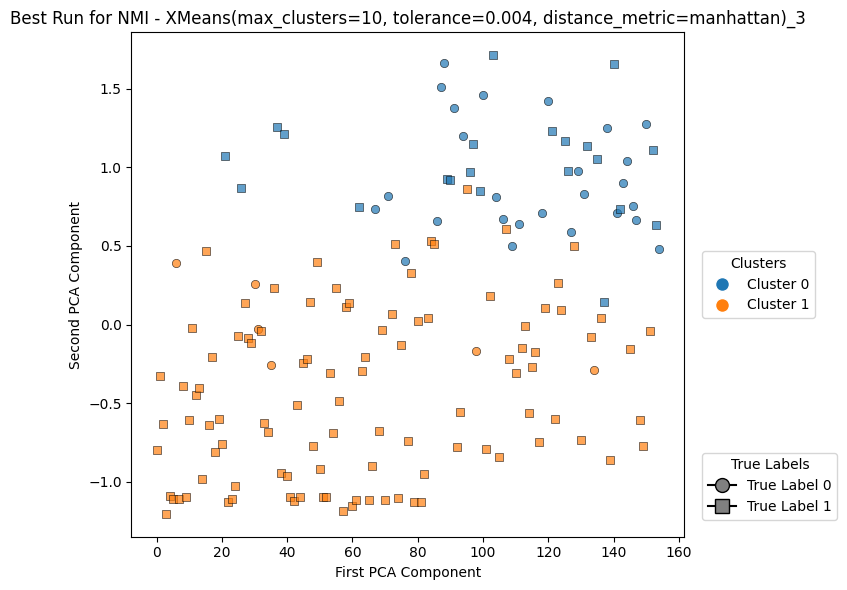 Best Run for NMI - XMeans(max_clusters=10, tolerance=0.004, distance_metric=manhattan)_3
1.5
1.0
0.5
0.0
−0.5
−1.0
Second PCA Component
0 20 40 60 80 100 120 140 160
First PCA Component
Clusters
Cluster 0
Cluster 1
True Labels
True Label 0
True Label 1